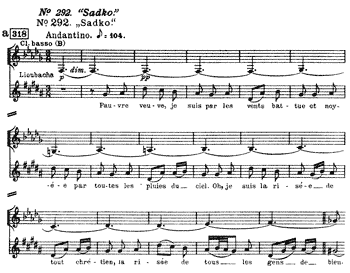 No 292. "Sadko."
No 292. „Sadko."
a 318 Andantino. ♪= 104.
Cl. basso (B)
dim.
Lioubacha p pp
Pau-vre veu-ve, je suis par les vents bat-tue et noy-
-é-e par tou-tes les pluies du ciel. Oh, je suis la ri-sé-e de
tout chré-tien, la ri-sée de tous les gens de bien.